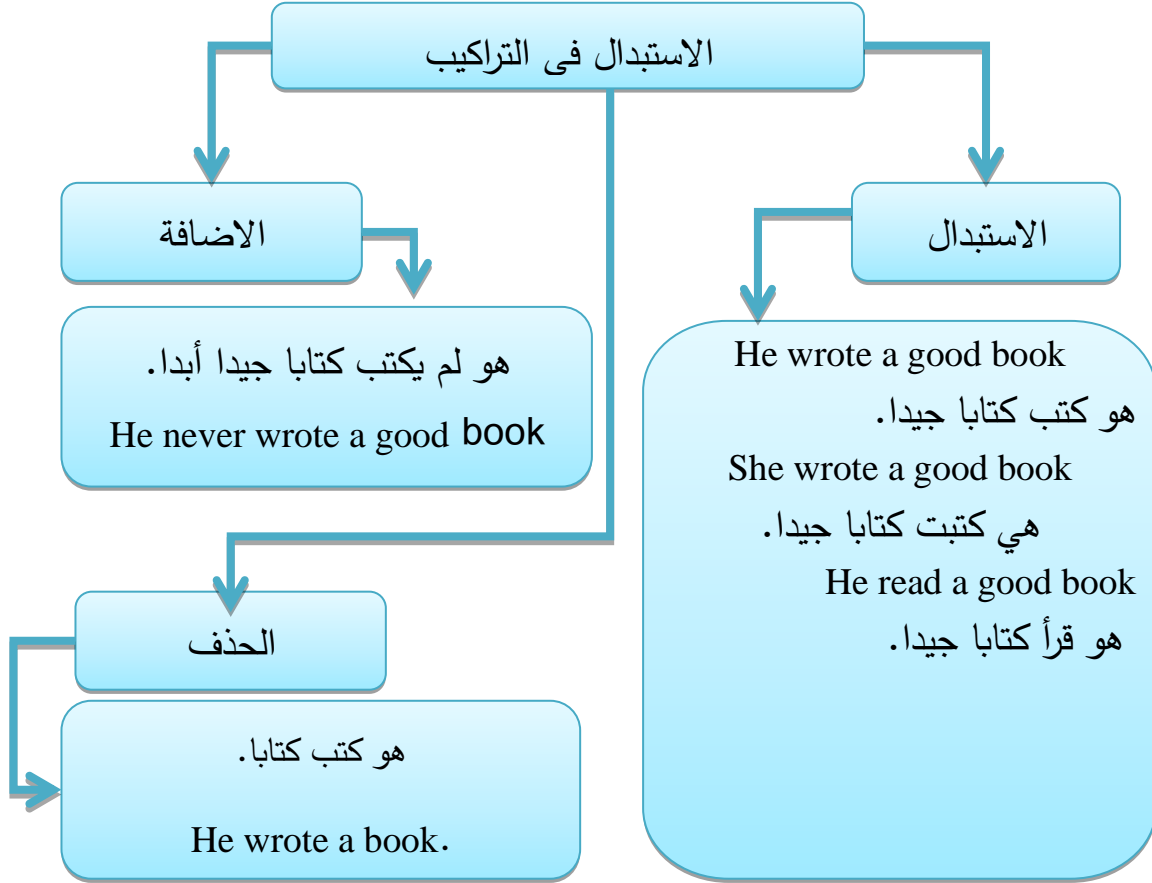 الاستبدال فى التراكيب
الاستبدال
He wrote a good book
هو كتب كتابا جيدا.
She wrote a good book
هي كتبت كتابا جيدا.
He read a good book
هو قرأ كتابا جيدا.
الاضافة
هو لم يكتب كتابا جيدا أبدا.
He never wrote a good book
الحذف
هو كتب كتابا.
He wrote a book.